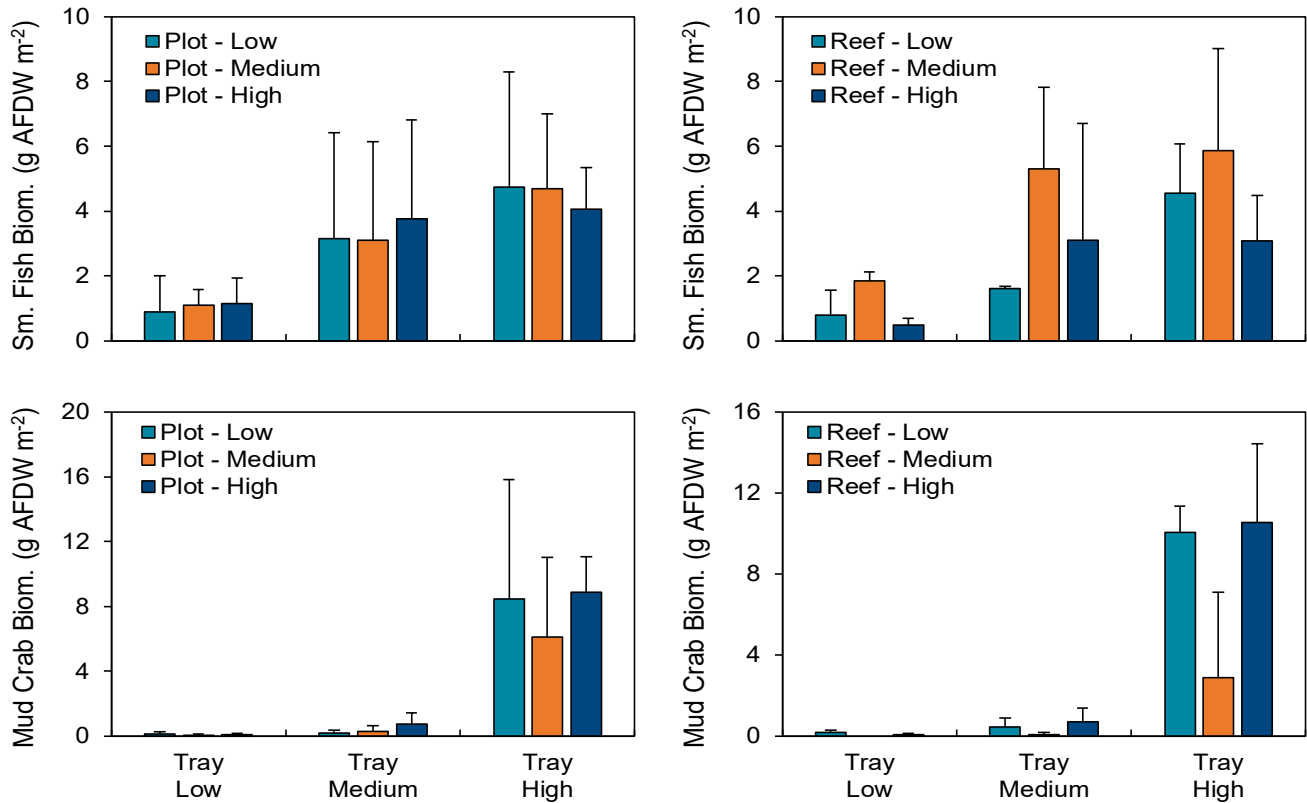 Sm. Fish Biom. (g AFDW m-2)
10
8
6
4
2
0
Plot - Low
Plot - Medium
Plot - High
Sm. Fish Biom. (g AFDW m-2)
10
8
6
4
2
0
Reef - Low
Reef - Medium
Reef - High
Mud Crab Biom. (g AFDW m-2)
20
16
12
8
4
0
Plot - Low
Plot - Medium
Plot - High
Tray
Low
Tray
Medium
Tray
High
Mud Crab Biom. (g AFDW m-2)
16
12
8
4
0
Reef - Low
Reef - Medium
Reef - High
Tray
Low
Tray
Medium
Tray
High